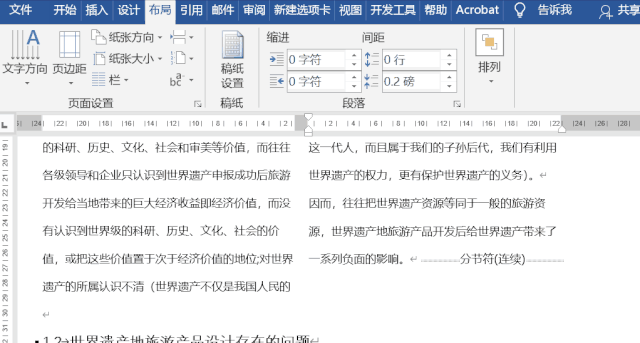 文件 开始 插入 设计 布局 引用 邮件 审阅 新建选项卡 视图 开发工具 帮助 Acrobat 告诉我 共享
文字方向 页边距 纸张方向 纸张大小 栏
页面设置
稿纸
设置
稿纸
缩进 间距
0 字符 0 行
0 字符 0.2 磅
段落
排列
的科研、历史、文化、社会和审美等价值，而往往
各级领导和企业只认识到世界遗产申报成功后旅游
开发给当地带来的巨大经济收益即经济价值，而没
有认识到世界级的科研、历史、文化、社会的价
值，或把这些价值置于次于经济价值的地位;对世界
遗产的所属认识不清（世界遗产不仅是我国人民的
这一代人，而且属于我们的子孙后代，我们有利用
世界遗产的权力，更有保护世界遗产的义务）。
因而，往往把世界遗产资源等同于一般的旅游资
源，世界遗产地旅游产品开发后给世界遗产带来了
一系列负面的影响。 分节符(连续)
1.2 世界遗产地旅游产品设计存在的问题